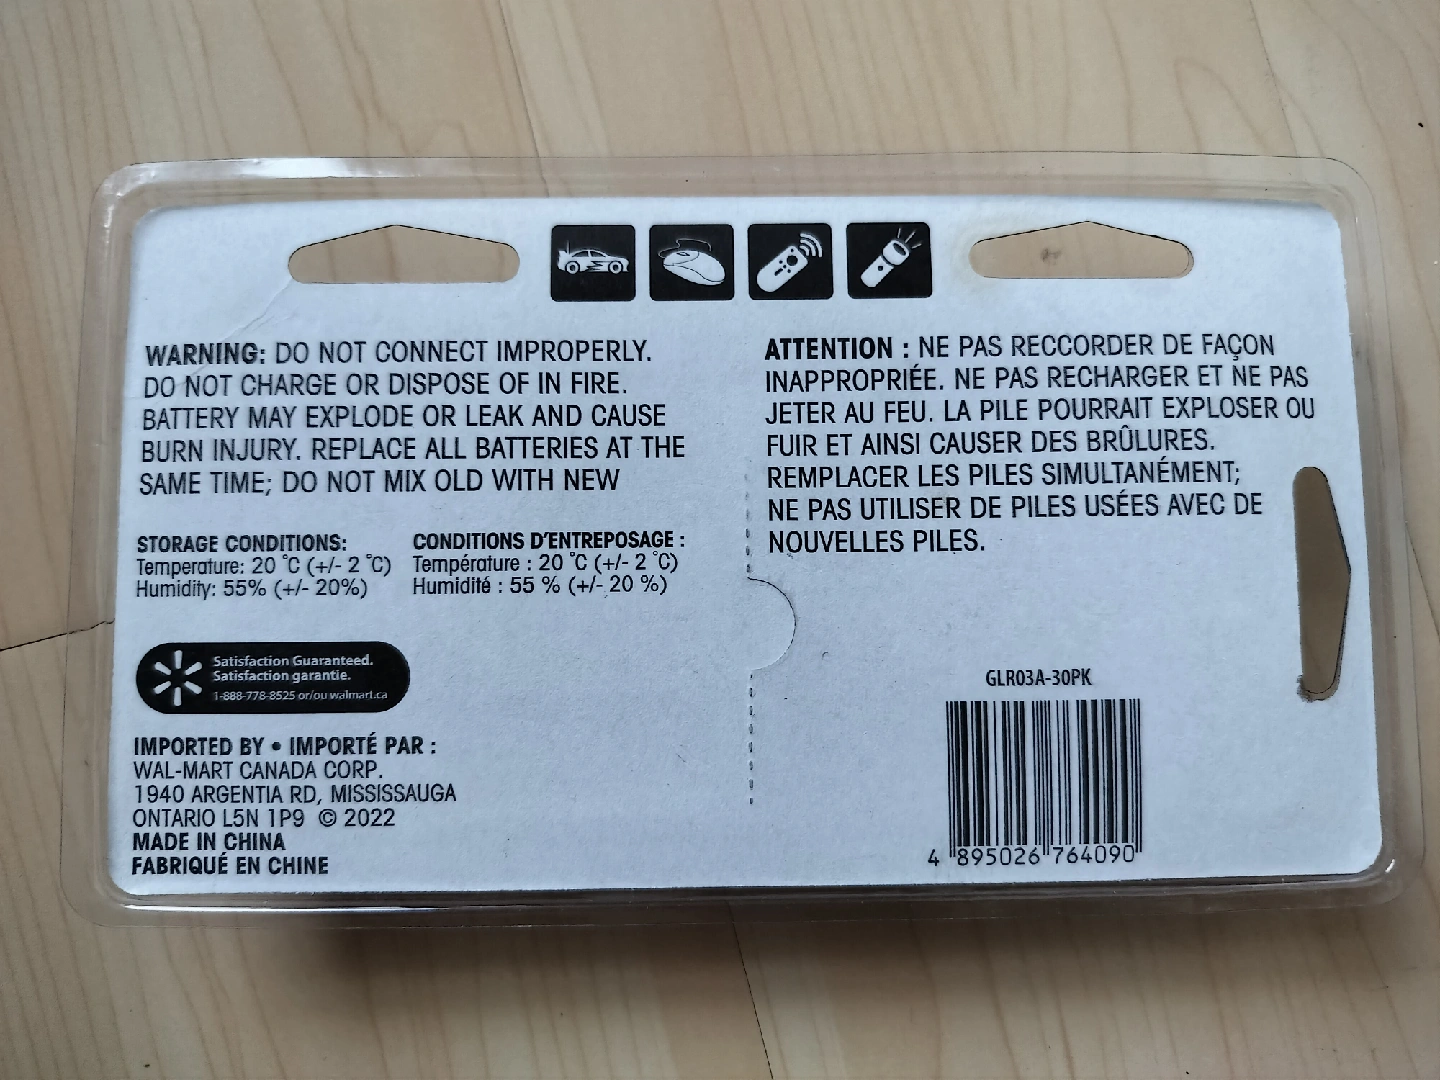 WARNING: DO NOT CONNECT IMPROPERLY.
DO NOT CHARGE OR DISPOSE OF IN FIRE.
BATTERY MAY EXPLODE OR LEAK AND CAUSE
BURN INJURY. REPLACE ALL BATTERIES AT THE
SAME TIME; DO NOT MIX OLD WITH NEW
ATTENTION : NE PAS RECCORDER DE FAÇON
INAPPROPRIÉE. NE PAS RECHARGER ET NE PAS
JETER AU FEU. LA PILE POURRAIT EXPLOSER OU
FUIR ET AINSI CAUSER DES BRÛLURES.
REMPLACER LES PILES SIMULTANÉMENT;
NE PAS UTILISER DE PILES USÉES AVEC DE
NOUVELLES PILES.
STORAGE CONDITIONS:
Temperature: 20 °C (+/- 2 °C)
Humidity: 55% (+/- 20%)
CONDITIONS D'ENTREPOSAGE :
Température : 20 °C (+/- 2 °C)
Humidité : 55 % (+/- 20 %)
Satisfaction Guaranteed.
Satisfaction garantie.
1-888-778-8525 or/ou walmart.ca
IMPORTED BY • IMPORTÉ PAR :
WAL-MART CANADA CORP.
1940 ARGENTIA RD, MISSISSAUGA
ONTARIO L5N 1P9 © 2022
MADE IN CHINA
FABRIQUÉ EN CHINE
GLR03A-30PK
4 895026 764090